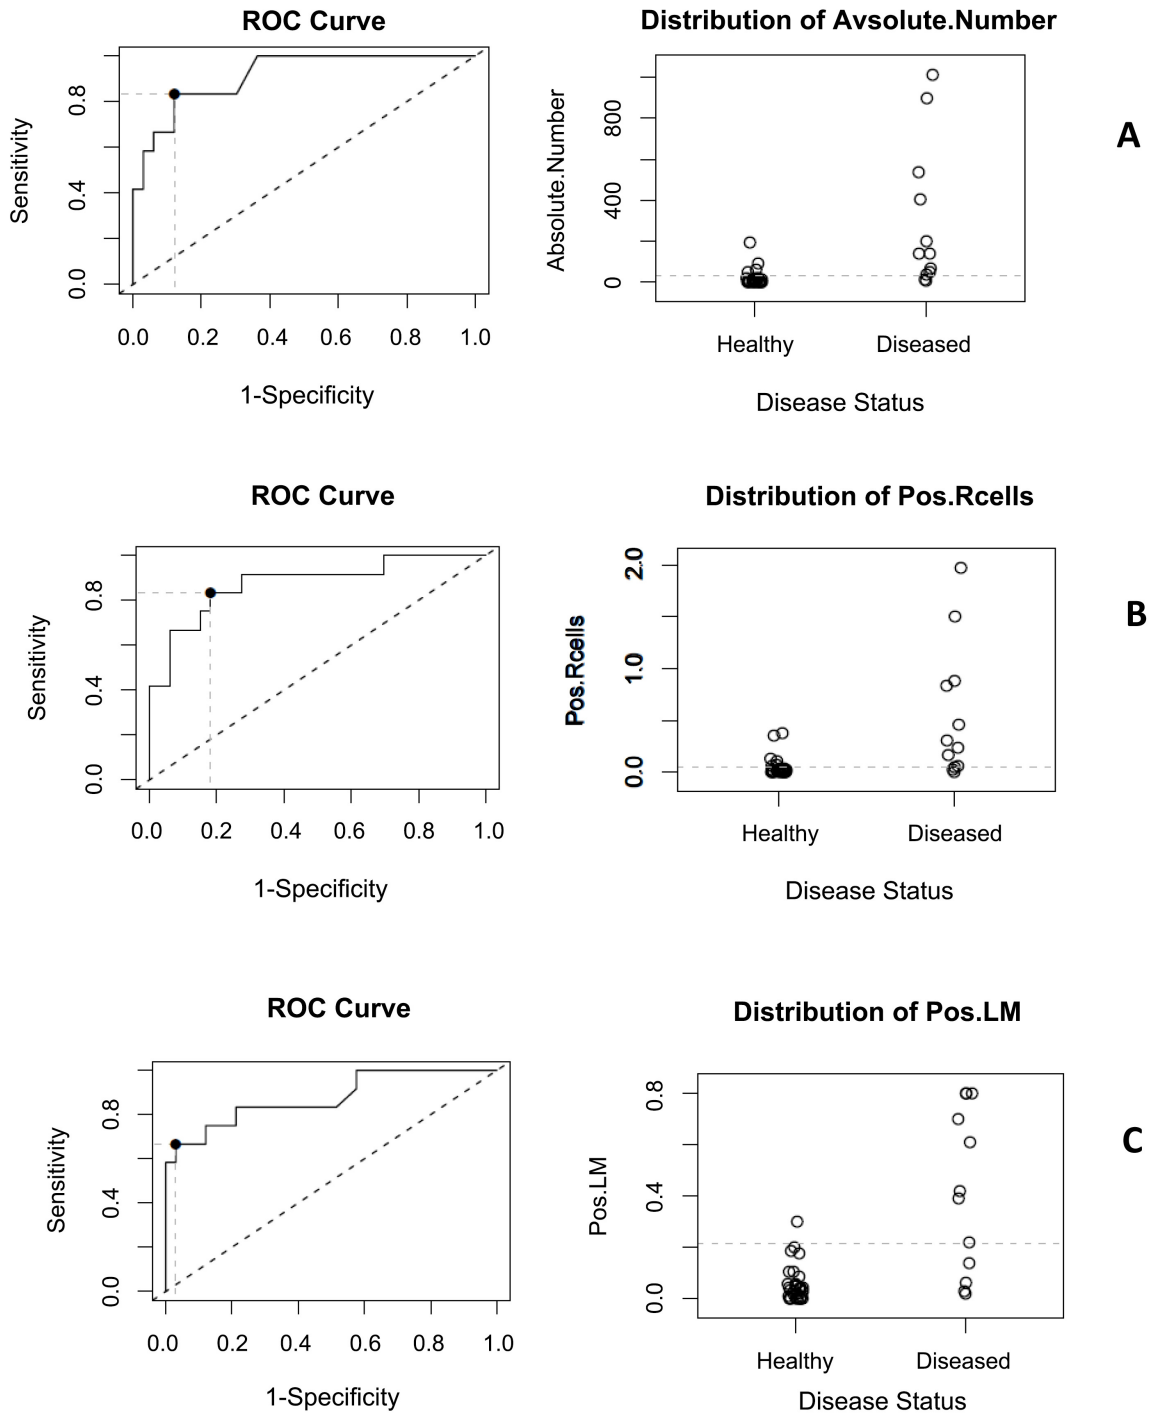 ROC Curve
Sensitivity
0.0 0.4 0.8
0.0 0.2 0.4 0.6 0.8 1.0
1-Specificity
Distribution of Avsolute.Number
Absolute.Number
0 400 800
Healthy Diseased
Disease Status
A
ROC Curve
Sensitivity
0.0 0.4 0.8
0.0 0.2 0.4 0.6 0.8 1.0
1-Specificity
Distribution of Pos.Rcells
Pos.Rcells
0.0 1.0 2.0
Healthy Diseased
Disease Status
B
ROC Curve
Sensitivity
0.0 0.4 0.8
0.0 0.2 0.4 0.6 0.8 1.0
1-Specificity
Distribution of Pos.LM
Pos.LM
0.0 0.4 0.8
Healthy Diseased
Disease Status
C